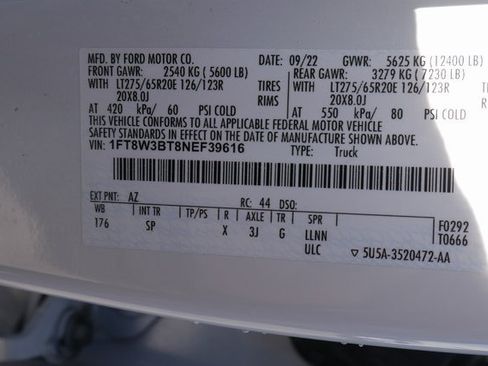 MFD. BY FORD MOTOR CO. 09/22 GVWR: 5625 KG (12400 LB)
FRONT GAWR: 2540 KG (5600 LB) REAR GAWR: 3279 KG (7230 LB)
WITH LT275/65R20E 126/123R TIRES WITH LT275/65R20E 126/123R TIRES
20X8.0J RIMS 20X8.0J RIMS
AT 420 kPa/ 60 PSI COLD AT 550 kPa/ 80 PSI COLD
THIS VEHICLE CONFORMS TO ALL APPLICABLE FEDERAL MOTOR VEHICLE
SAFETY STANDARDS IN EFFECT ON THE DATE OF MANUFACTURE SHOWN ABOVE.
VIN: 1FT8W3BT8NEF39616 TYPE: Truck
EXT PNT: AZ RC: 44 DSO:
WB INT TR TP/PS R AXLE TR SPR F0292
176 SP X 3J G LLNN T0666
ULC ▽ 5U5A-3520472-AA